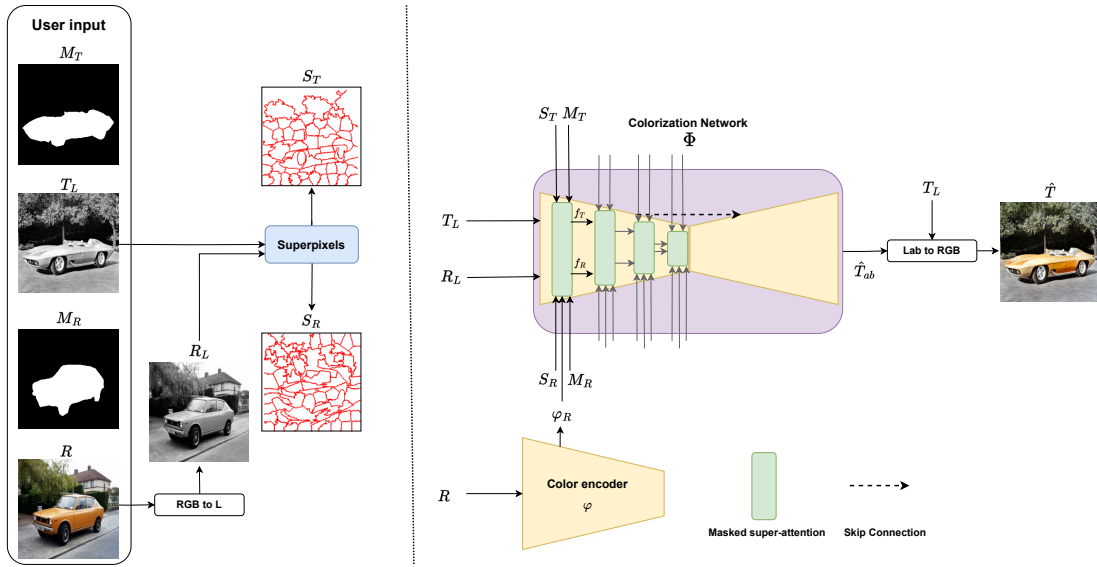 User input
M_T
T_L
M_R
R
RGB to L
R_L
S_T
Superpixels
S_R
Colorization Network
Φ
S_T M_T
T_L
R_L
f_T
f_R
S_R M_R
φ_R
R
Color encoder
φ
Masked super-attention
Skip Connection
T̂_ab
T_L
Lab to RGB
T̂